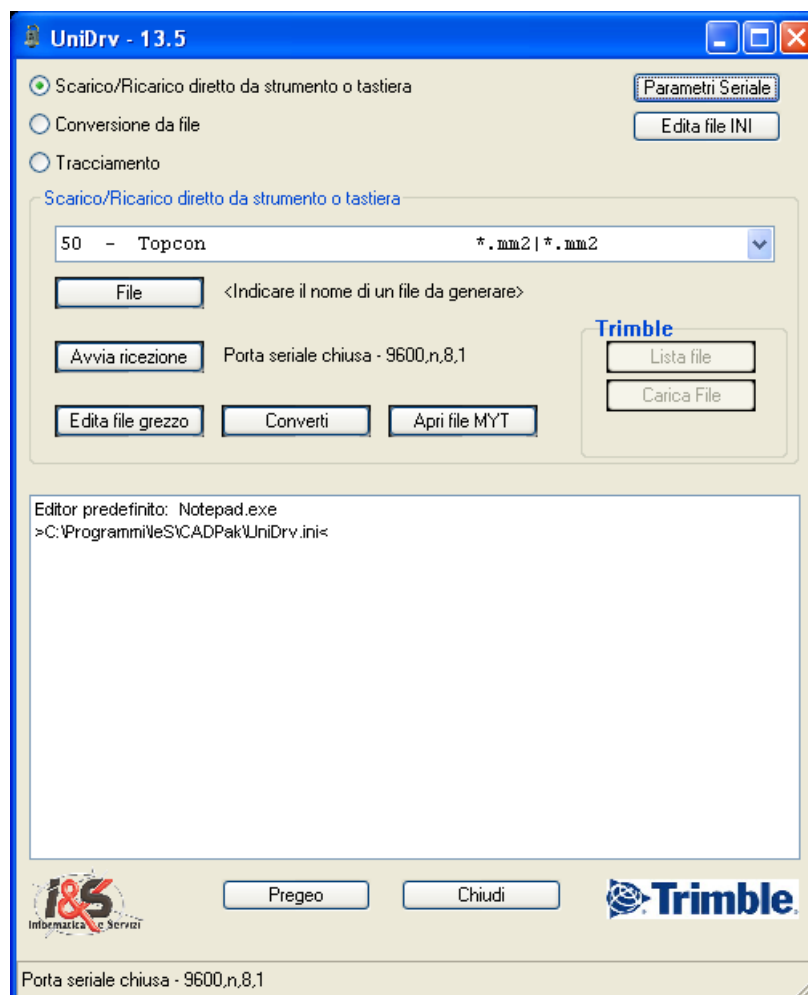 UniDrv - 13.5
Scarico/Ricarico diretto da strumento o tastiera
Parametri Seriale
Conversione da file
Edita file INI
Tracciamento
Scarico/Ricarico diretto da strumento o tastiera
50 - Topcon *.mm2|*.mm2
File <Indicare il nome di un file da generare>
Trimble
Lista file
Avvia ricezione Porta seriale chiusa - 9600,n,8,1
Carica File
Edita file grezzo Converti Apri file MYT
Editor predefinito: Notepad.exe
>C:\Programmi\IeS\CADPak\UniDrv.ini<
I&S
Informatica e Servizi
Pregeo Chiudi
Trimble
Porta seriale chiusa - 9600,n,8,1